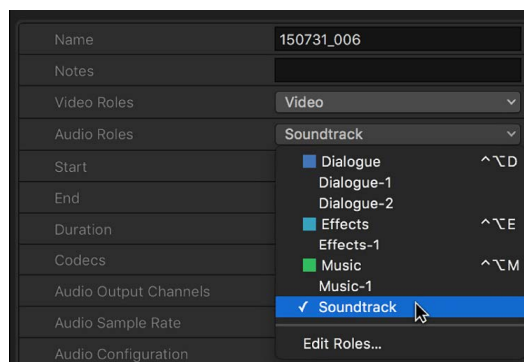 Name 150731_006
Notes
Video Roles Video
Audio Roles Soundtrack
Start Dialogue ^⌥D
Dialogue-1
End Dialogue-2
Duration Effects ^⌥E
Effects-1
Codecs Music ^⌥M
Audio Output Channels Music-1
✓ Soundtrack
Audio Sample Rate
Audio Configuration Edit Roles...